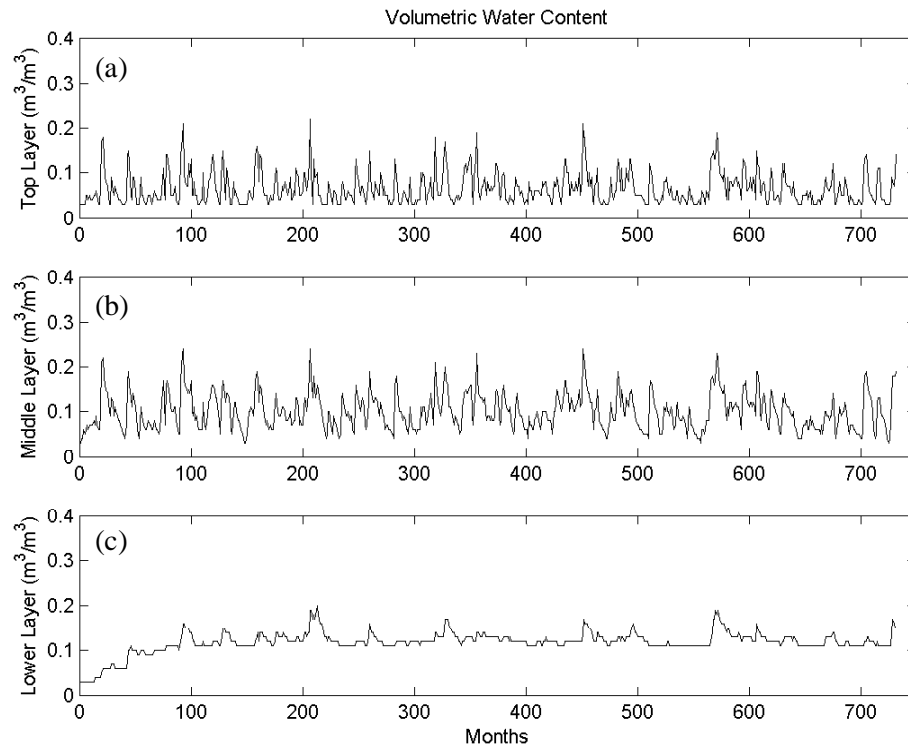 Volumetric Water Content
(a)
Top Layer (m³/m³)
0.4
0.3
0.2
0.1
0
0 100 200 300 400 500 600 700
(b)
Middle Layer (m³/m³)
0.4
0.3
0.2
0.1
0
0 100 200 300 400 500 600 700
(c)
Lower Layer (m³/m³)
0.4
0.3
0.2
0.1
0
0 100 200 300 400 500 600 700
Months